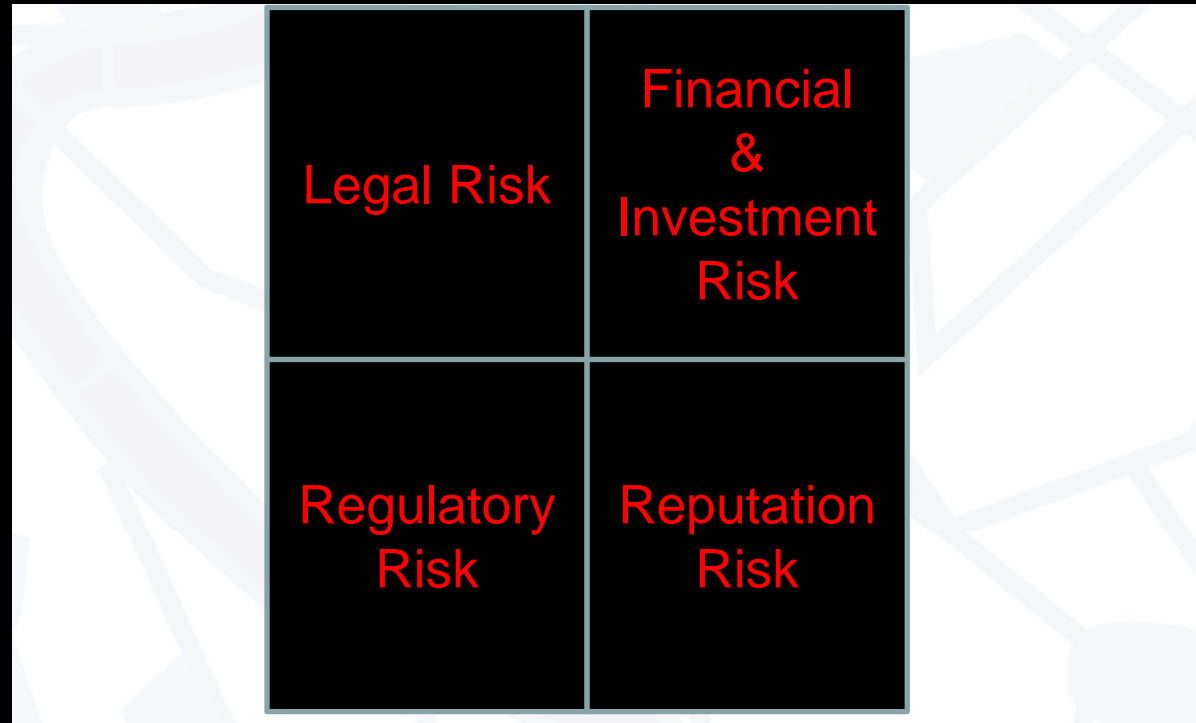 Legal Risk
Financial
&
Investment
Risk
Regulatory
Risk
Reputation
Risk